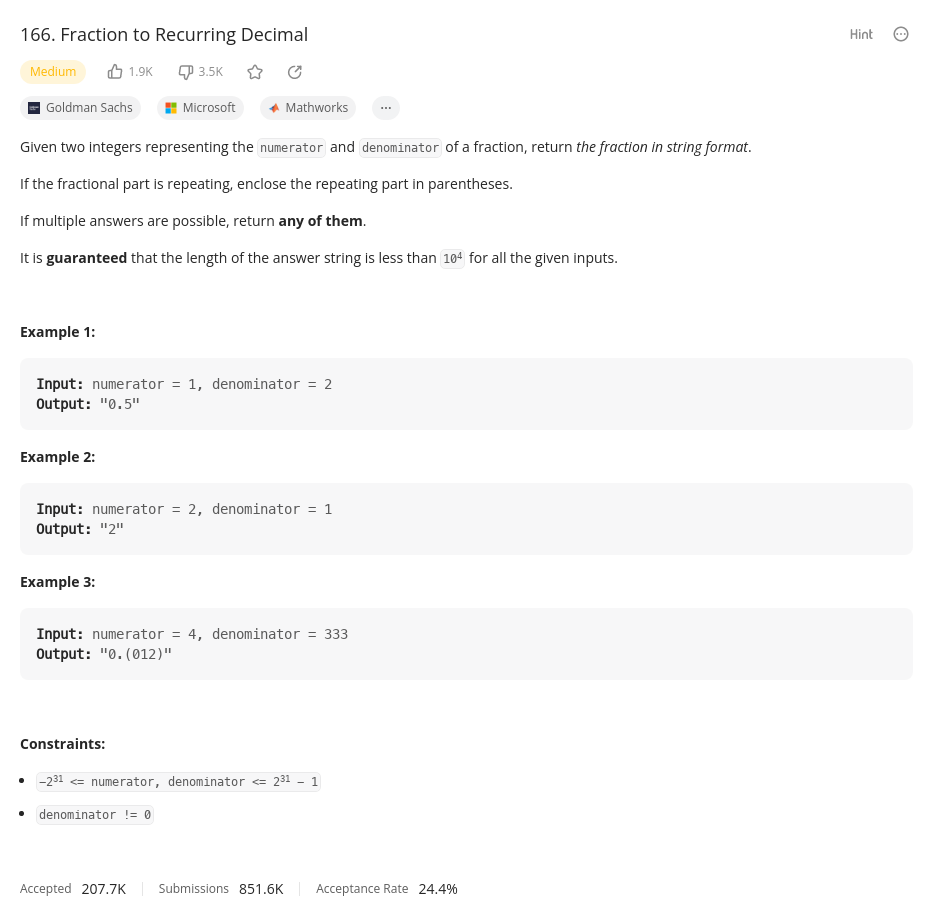 166. Fraction to Recurring Decimal
Hint
Medium
1.9K
3.5K
Goldman Sachs
Microsoft
Mathworks
...
Given two integers representing the numerator and denominator of a fraction, return the fraction in string format.
If the fractional part is repeating, enclose the repeating part in parentheses.
If multiple answers are possible, return any of them.
It is guaranteed that the length of the answer string is less than 10⁴ for all the given inputs.
Example 1:
Input: numerator = 1, denominator = 2
Output: "0.5"
Example 2:
Input: numerator = 2, denominator = 1
Output: "2"
Example 3:
Input: numerator = 4, denominator = 333
Output: "0.(012)"
Constraints:
• −2³¹ <= numerator, denominator <= 2³¹ − 1
• denominator != 0
Accepted 207.7K Submissions 851.6K Acceptance Rate 24.4%